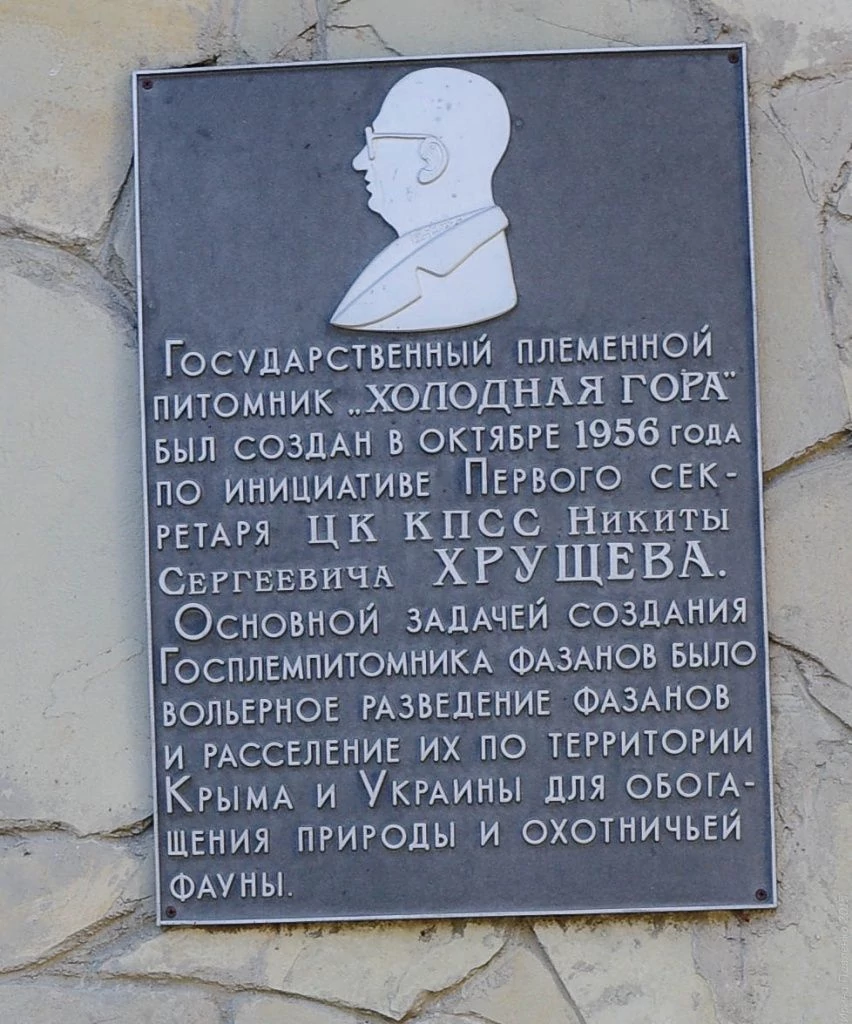 Государственный племенной
питомник „ХОЛОДНАЯ ГОРА”
был создан в октябре 1956 года
по инициативе Первого сек-
ретаря ЦК КПСС Никиты
Сергеевича ХРУЩЕВА.
Основной задачей создания
Госплемпитомника фазанов было
вольерное разведение фазанов
и расселение их по территории
Крыма и Украины для обога-
щения природы и охотничьей
фауны.